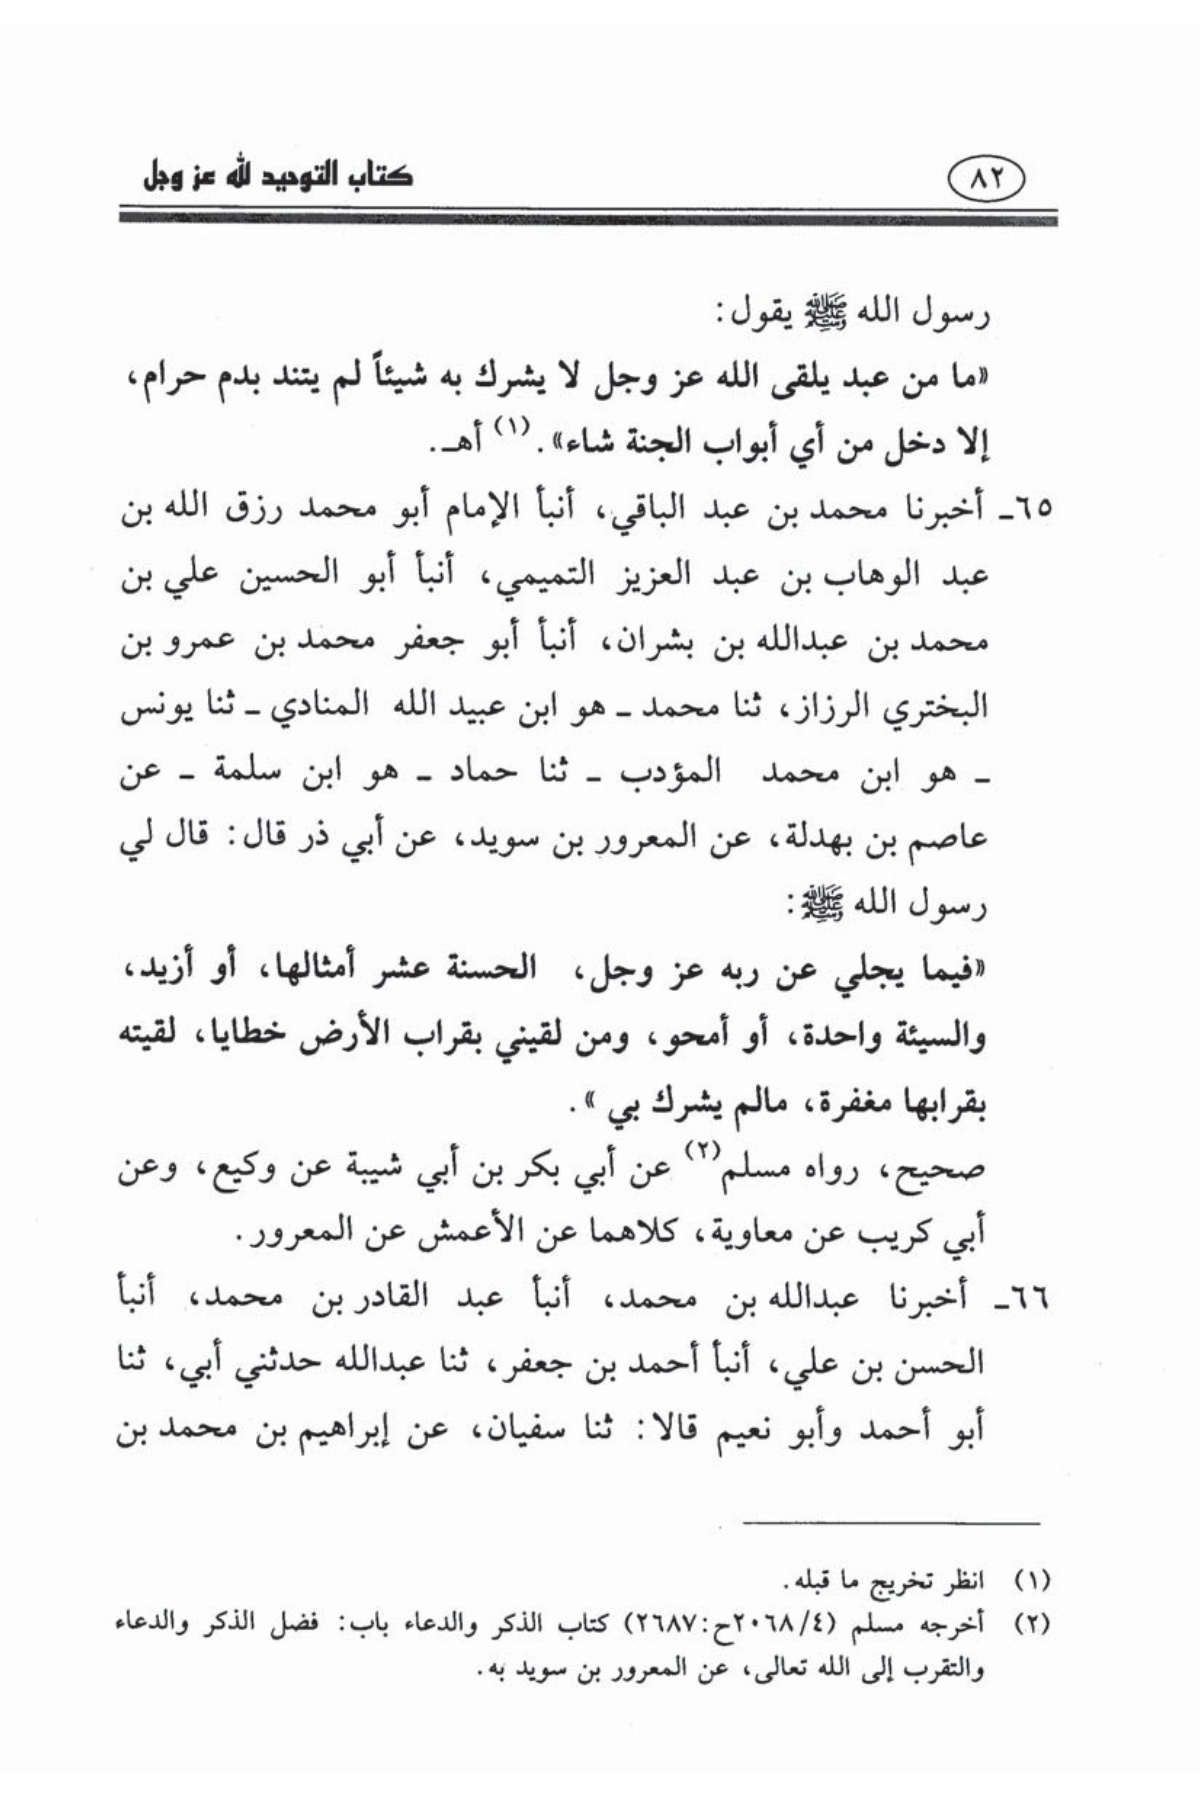 ٨٢
كتاب التوحيد لله عز وجل
رسول الله ﷺ يقول:
«ما من عبد يلقى الله عز وجل لا يشرك به شيئاً لم يتند بدم حرام،
إلا دخل من أي أبواب الجنة شاء». (١) أهـ.
٦٥ـ أخبرنا محمد بن عبد الباقي، أنبأ الإمام أبو محمد رزق الله بن
عبد الوهاب بن عبد العزيز التميمي، أنبأ أبو الحسين علي بن
محمد بن عبدالله بن بشران، أنبأ أبو جعفر محمد بن عمرو بن
البختري الرزاز، ثنا محمد ـ هو ابن عبيد الله المنادي ـ ثنا يونس
ـ هو ابن محمد المؤدب ـ ثنا حماد ـ هو ابن سلمة ـ عن
عاصم بن بهدلة، عن المعرور بن سويد، عن أبي ذر قال: قال لي
رسول الله ﷺ:
«فيما يجلي عن ربه عز وجل، الحسنة عشر أمثالها، أو أزيد،
والسيئة واحدة، أو أمحو، ومن لقيني بقراب الأرض خطايا، لقيته
بقرابها مغفرة، مالم يشرك بي ».
صحيح، رواه مسلم(٢) عن أبي بكر بن أبي شيبة عن وكيع، وعن
أبي كريب عن معاوية، كلاهما عن الأعمش عن المعرور.
٦٦ـ أخبرنا عبدالله بن محمد، أنبأ عبد القادر بن محمد، أنبأ
الحسن بن علي، أنبأ أحمد بن جعفر، ثنا عبدالله حدثني أبي، ثنا
أبو أحمد وأبو نعيم قالا: ثنا سفيان، عن إبراهيم بن محمد بن
(١) انظر تخريج ما قبله.
(٢) أخرجه مسلم (٤/ ٢٠٦٨ح:٢٦٨٧) كتاب الذكر والدعاء باب: فضل الذكر والدعاء
والتقرب إلى الله تعالى، عن المعرور بن سويد به.